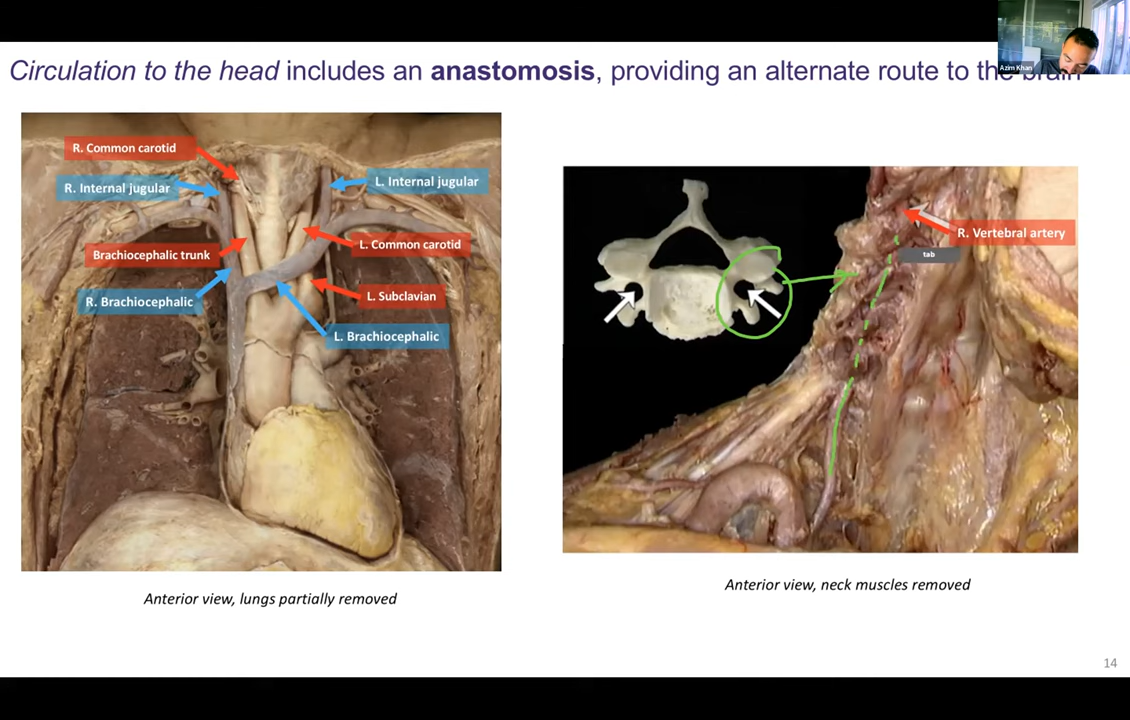 Circulation to the head includes an anastomosis, providing an alternate route to the brain
Azim Khan
R. Common carotid
R. Internal jugular
L. Internal jugular
Brachiocephalic trunk
L. Common carotid
R. Brachiocephalic
L. Subclavian
L. Brachiocephalic
R. Vertebral artery
tab
Anterior view, lungs partially removed
Anterior view, neck muscles removed
14